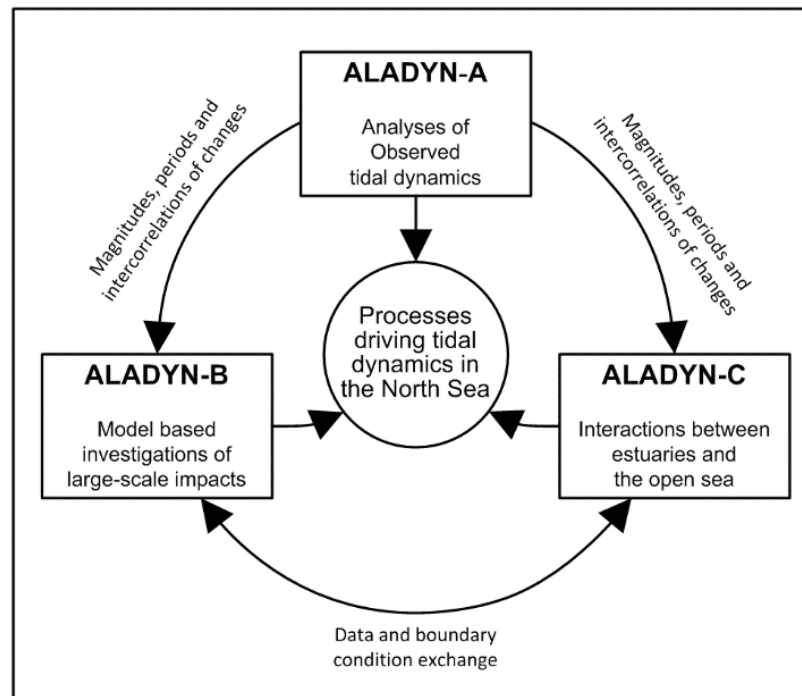 ALADYN-A
Analyses of
Observed
tidal dynamics
Magnitudes, periods and
intercorrelations of changes
Magnitudes, periods and
intercorrelations of changes
Processes
driving tidal
dynamics in
the North Sea
ALADYN-B
Model based
investigations of
large-scale impacts
ALADYN-C
Interactions between
estuaries and
the open sea
Data and boundary
condition exchange